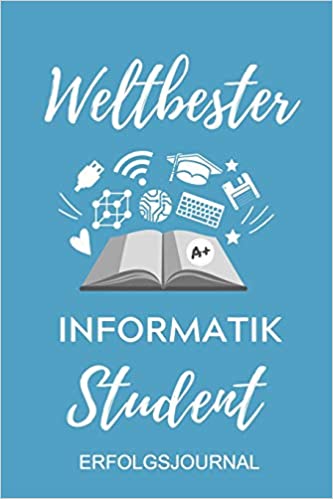 Weltbester
A+
INFORMATIK
Student
ERFOLGSJOURNAL